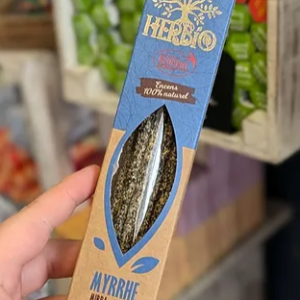 HERBiO
Encens
100% naturel
MYRRHE